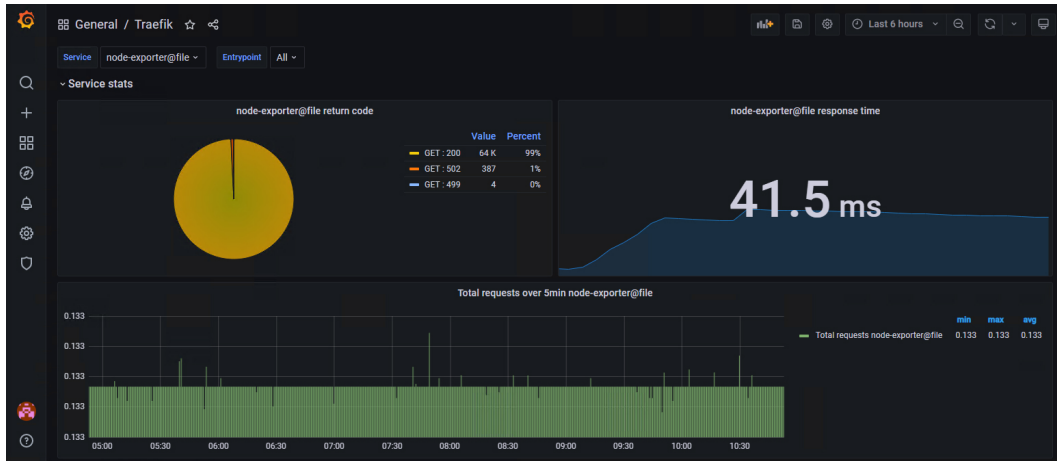 General / Traefik
Last 6 hours
Service node-exporter@file Entrypoint All
Service stats
node-exporter@file return code
Value Percent
GET : 200 64 K 99%
GET : 502 387 1%
GET : 499 4 0%
node-exporter@file response time
41.5 ms
Total requests over 5min node-exporter@file
0.133
0.133
0.133
0.133
0.133
05:00 05:30 06:00 06:30 07:00 07:30 08:00 08:30 09:00 09:30 10:00 10:30
min max avg
Total requests node-exporter@file 0.133 0.133 0.133